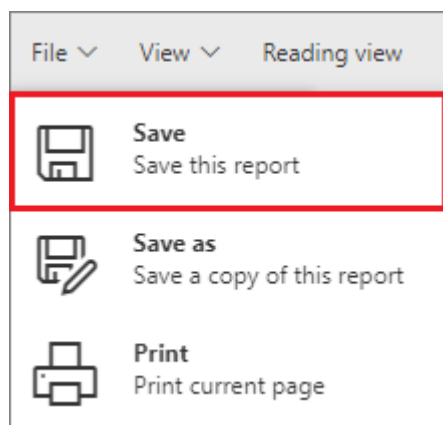 File View Reading view
Save
Save this report
Save as
Save a copy of this report
Print
Print current page